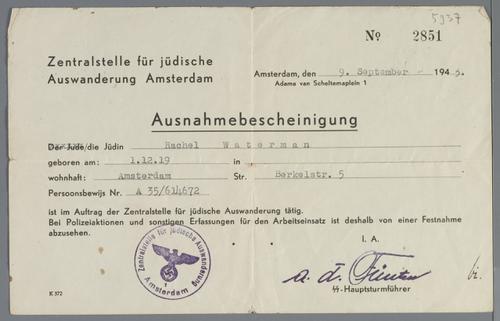 5937
No 2851
Zentralstelle für jüdische
Auswanderung Amsterdam
Amsterdam, den 9. September - 1943.
Adama van Scheltemaplein 1
Ausnahmebescheinigung
Der Jude/die Jüdin Rachel Waterman
geboren am: 1.12.19 in
wohnhaft: Amsterdam Str. Berkelstr. 5
Persoonsbewijs Nr. A 35/614672
ist im Auftrag der Zentralstelle für jüdische Auswanderung tätig.
Bei Polizeiaktionen und sonstigen Erfassungen für den Arbeitseinsatz ist deshalb von einer Festnahme
abzusehen.
Zentralstelle für jüdische Auswanderung
Amsterdam
I. A.
ϟϟ-Hauptsturmführer
K 372